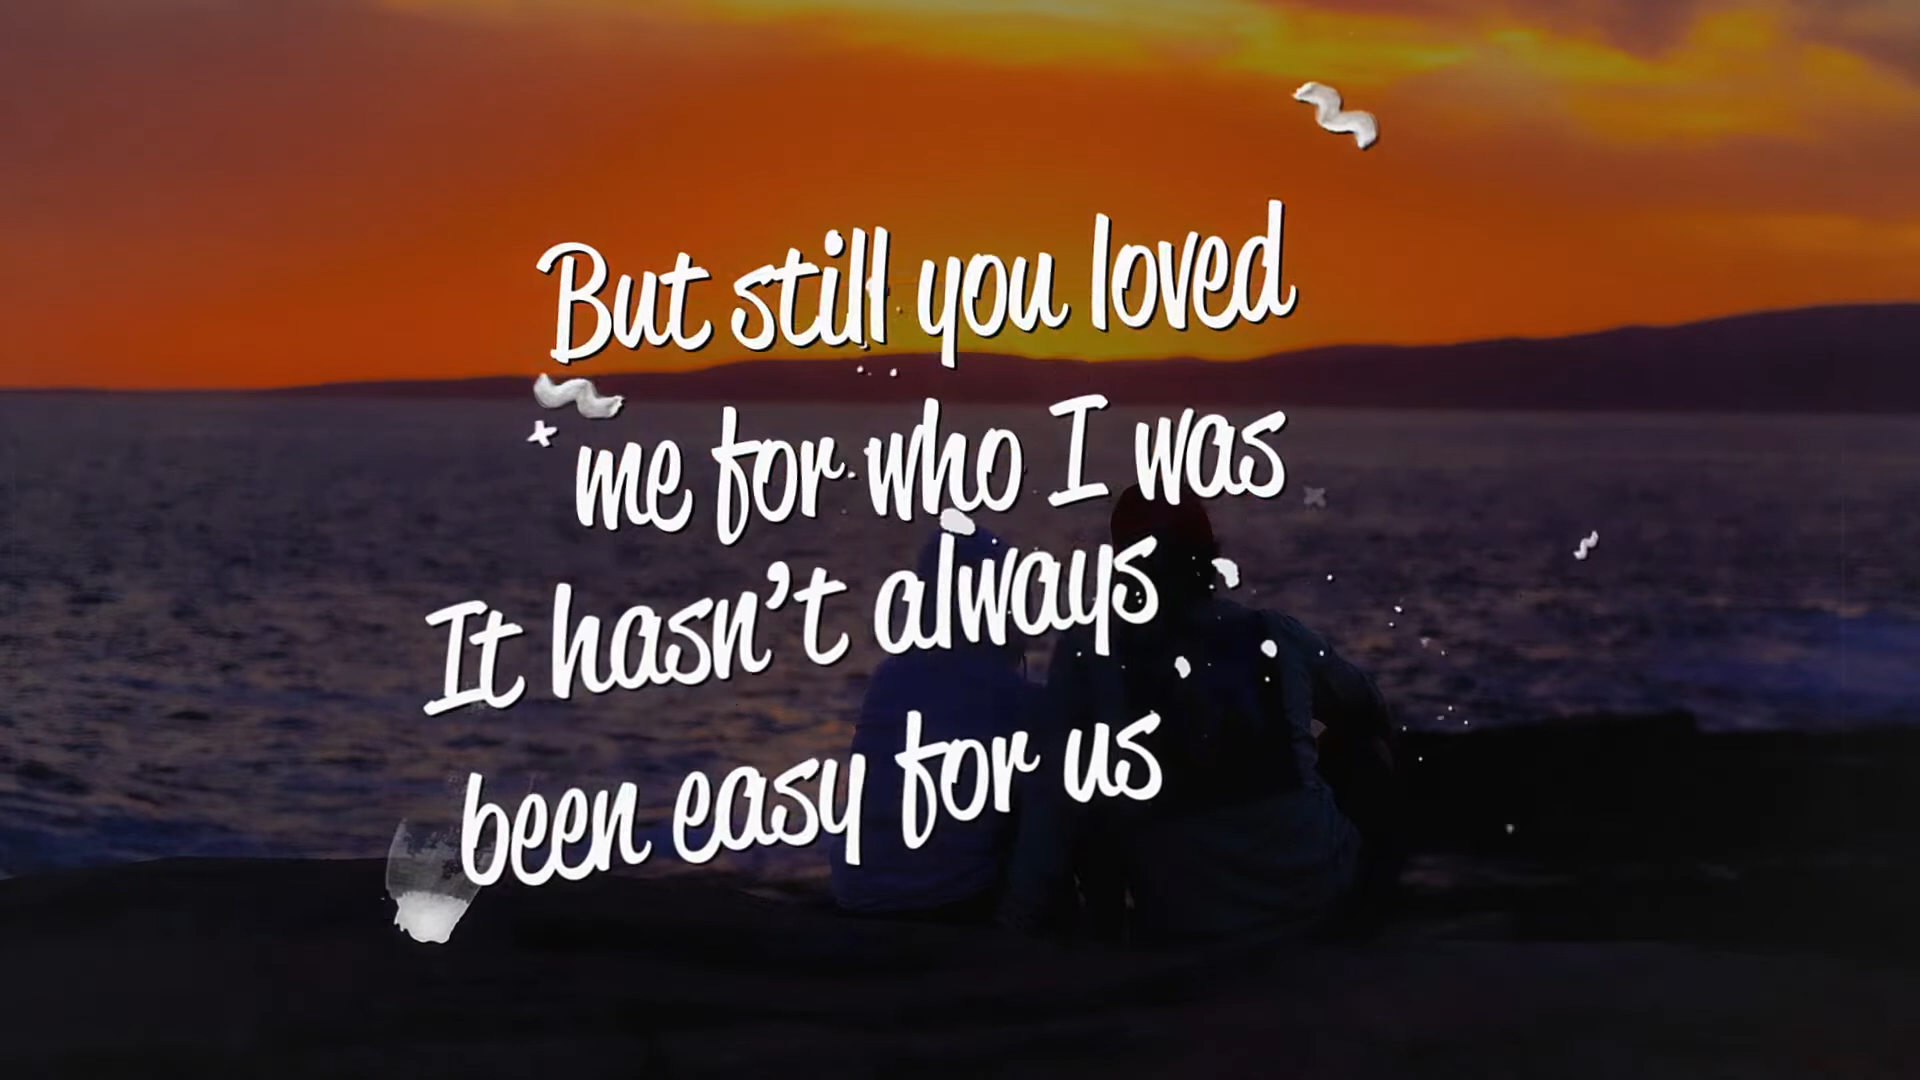 But still you loved
me for who I was
It hasn't always
been easy for us